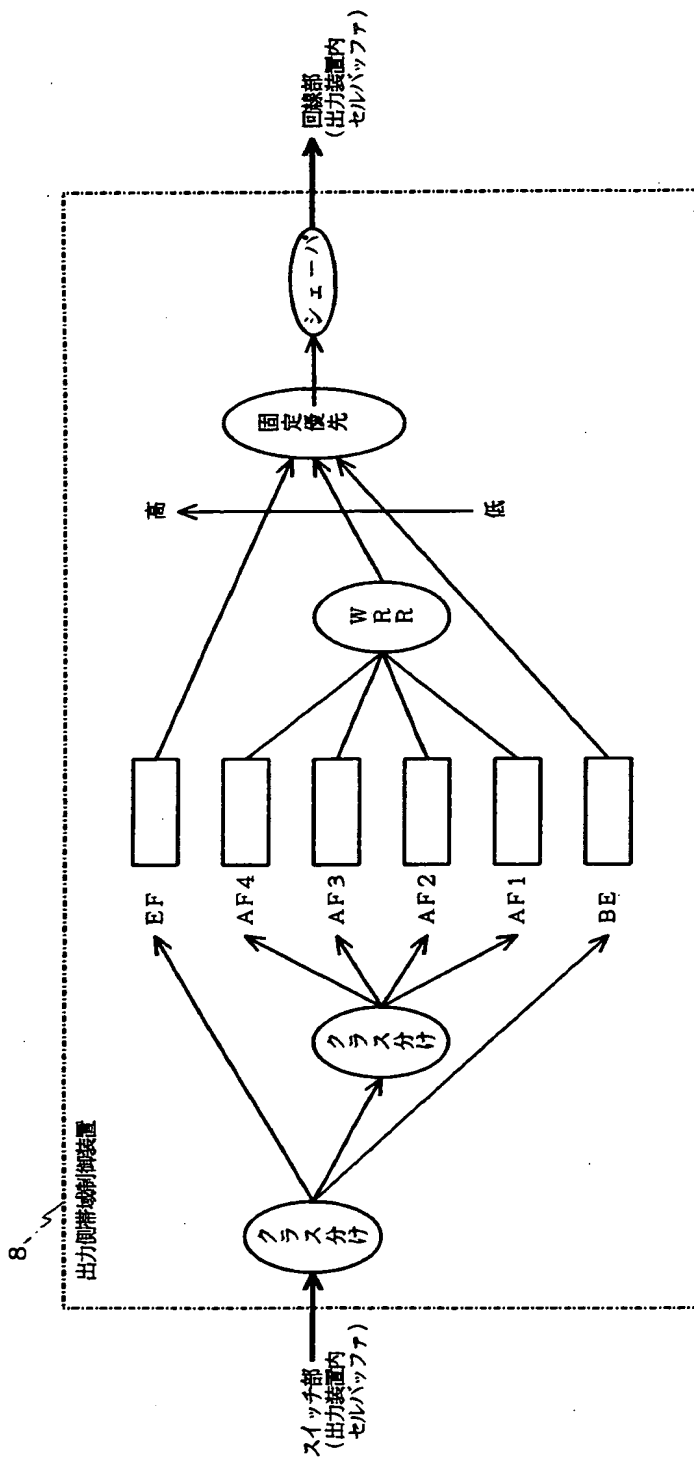 8
出力側帯域制御装置
スイッチ部
(出力装置内
セルバッファ)
クラス
分け
クラス
分け
EF
AF4
AF3
AF2
AF1
BE
WRR
高
低
固定優先
シェーパ
回線部
(出力装置内
セルバッファ)